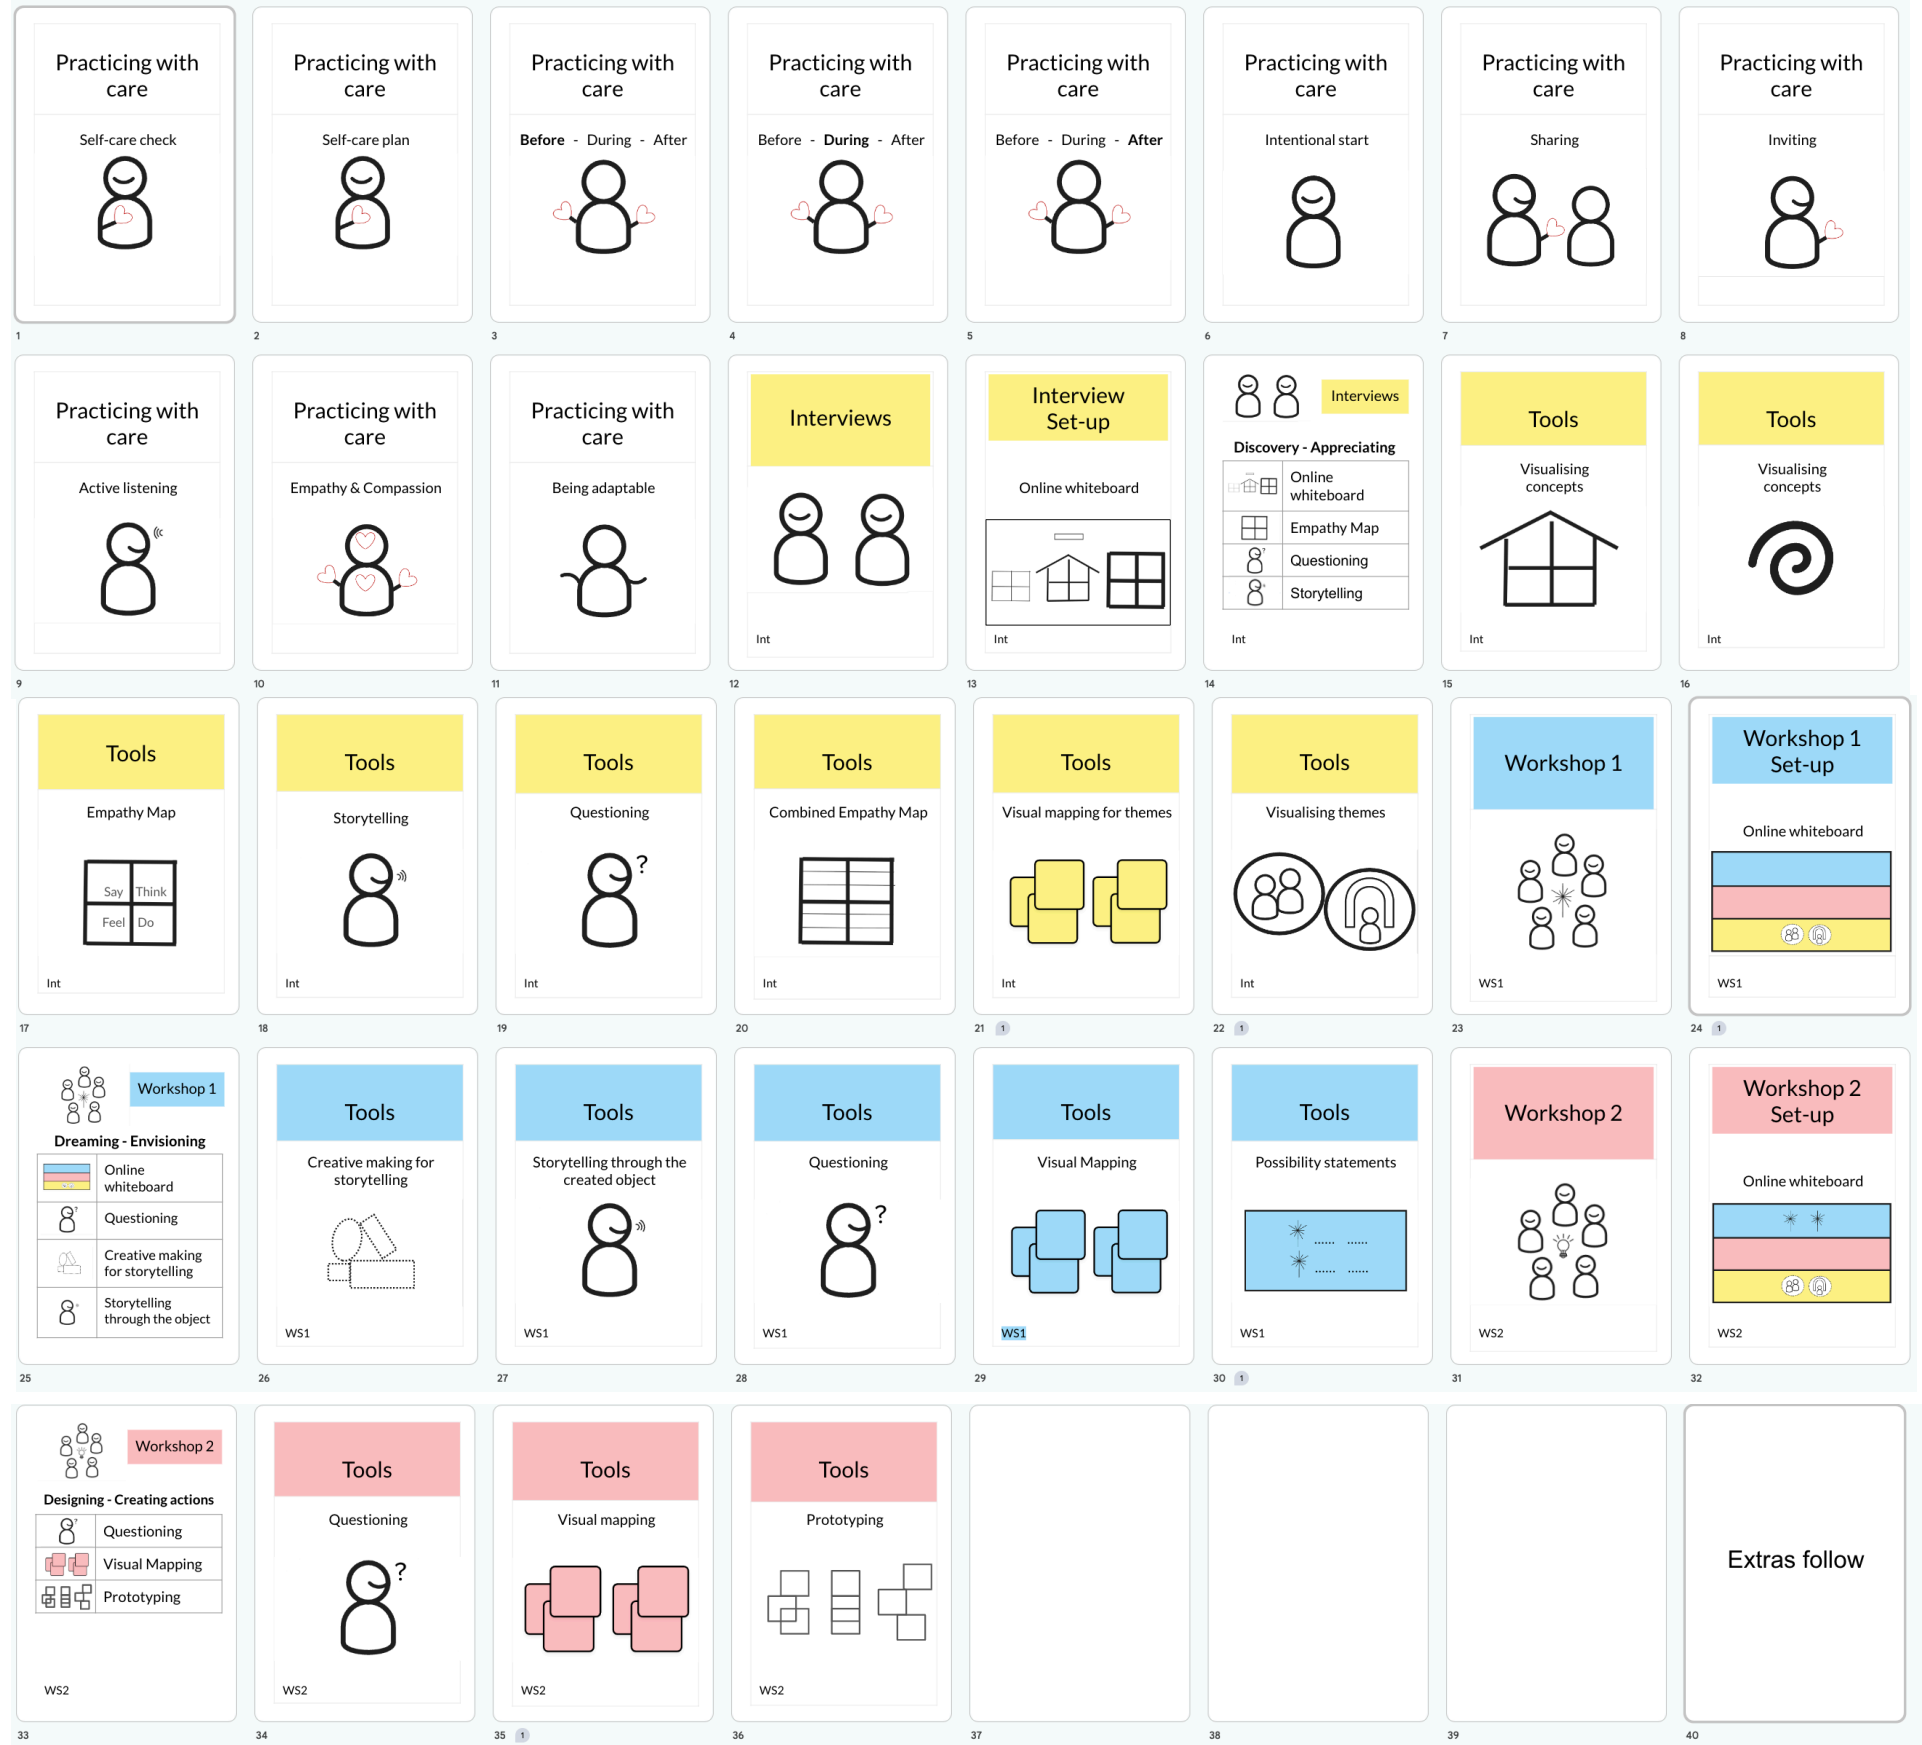 Practicing with
care
Self-care check
1
Practicing with
care
Self-care plan
2
Practicing with
care
Before - During - After
3
Practicing with
care
Before - During - After
4
Practicing with
care
Before - During - After
5
Practicing with
care
Intentional start
6
Practicing with
care
Sharing
7
Practicing with
care
Inviting
8
Practicing with
care
Active listening
9
Practicing with
care
Empathy & Compassion
10
Practicing with
care
Being adaptable
11
Interviews
Int
12
Interview
Set-up
Online whiteboard
Int
13
Interviews
Discovery - Appreciating
Online
whiteboard
Empathy Map
?
Questioning
Storytelling
Int
14
Tools
Visualising
concepts
Int
15
Tools
Visualising
concepts
Int
16
Tools
Empathy Map
Say Think
Feel Do
Int
17
Tools
Storytelling
Int
18
Tools
Questioning
?
Int
19
Tools
Combined Empathy Map
Int
20
Tools
Visual mapping for themes
Int
21 1
Tools
Visualising themes
Int
22 1
Workshop 1
WS1
23
Workshop 1
Set-up
Online whiteboard
WS1
24 1
Workshop 1
Dreaming - Envisioning
Online
whiteboard
?
Questioning
Creative making
for storytelling
Storytelling
through the object
25
Tools
Creative making for
storytelling
WS1
26
Tools
Storytelling through the
created object
WS1
27
Tools
Questioning
?
WS1
28
Tools
Visual Mapping
WS1
29
Tools
Possibility statements
...... ......
...... ......
WS1
30 1
Workshop 2
WS2
31
Workshop 2
Set-up
Online whiteboard
WS2
32
Workshop 2
Designing - Creating actions
?
Questioning
Visual Mapping
Prototyping
WS2
33
Tools
Questioning
?
WS2
34
Tools
Visual mapping
WS2
35 1
Tools
Prototyping
WS2
36
37
38
39
Extras follow
40